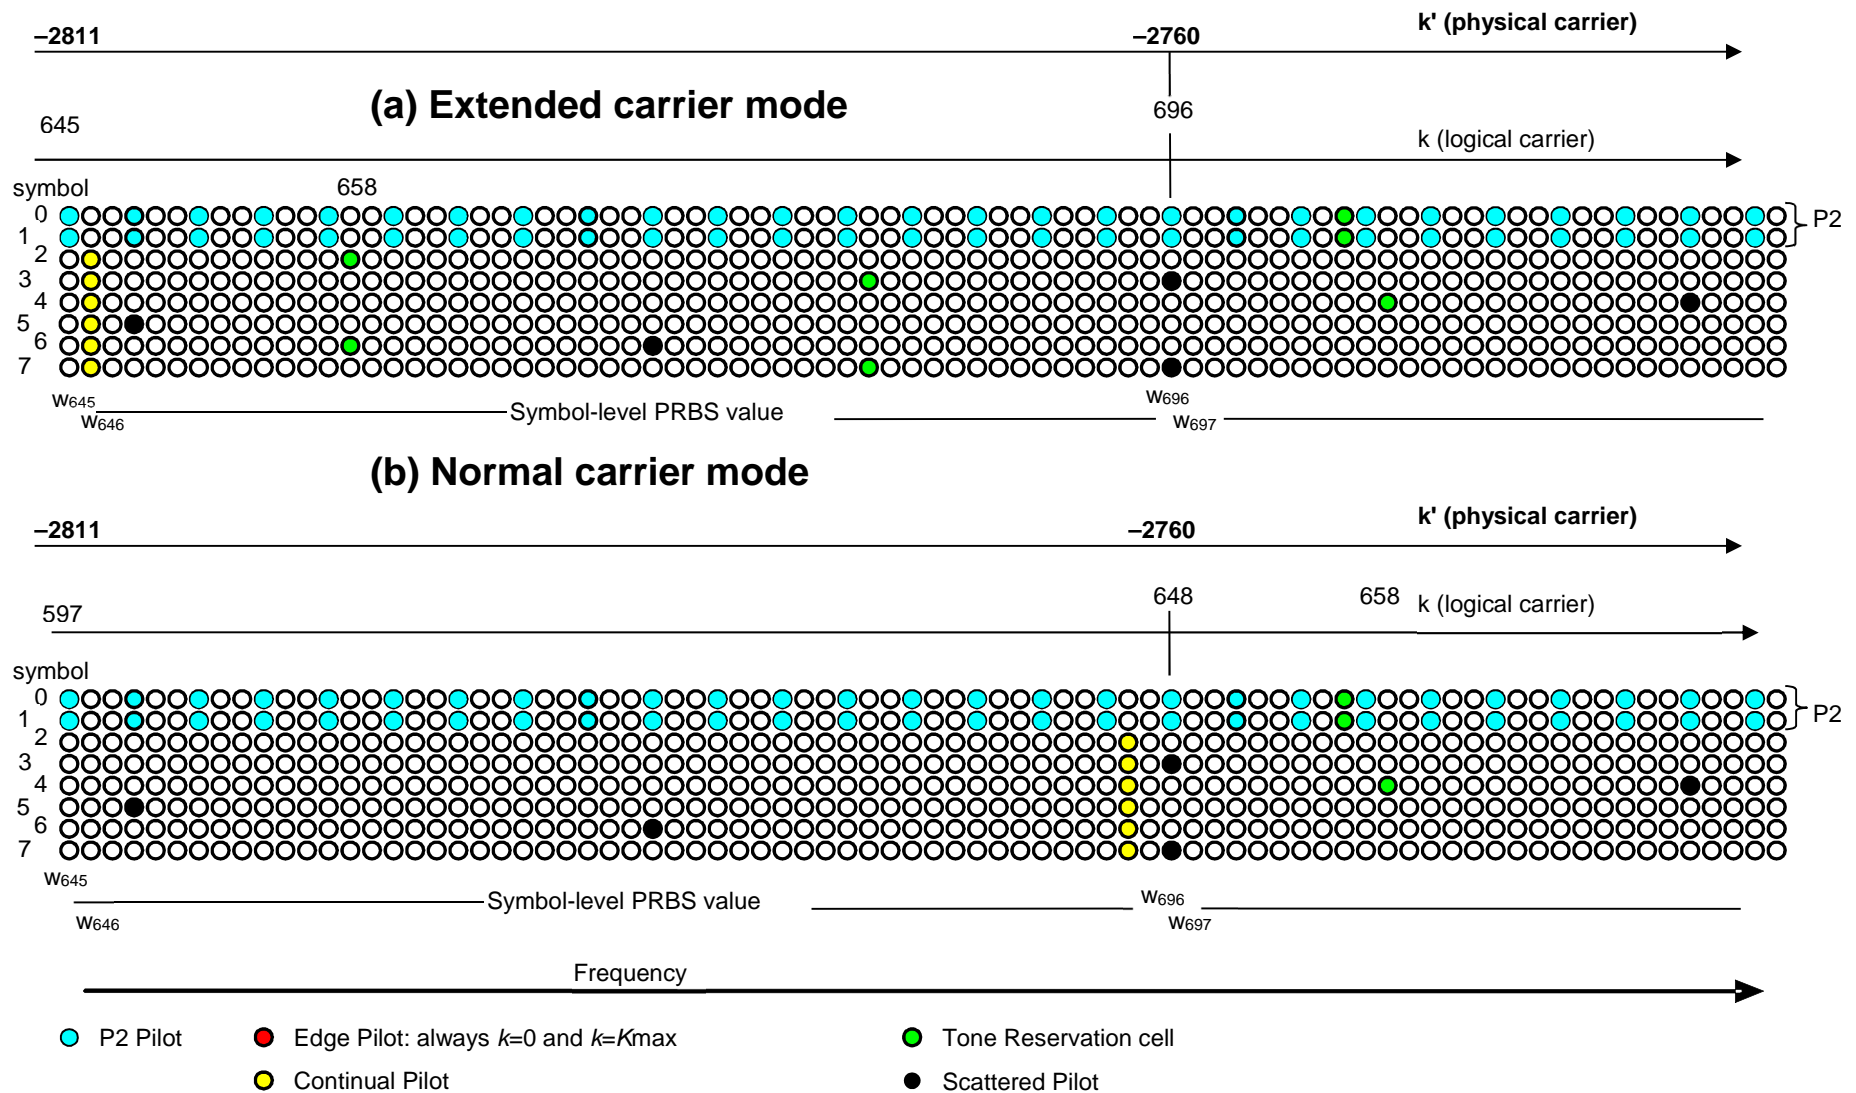 k' (physical carrier)
–2811
–2760
(a) Extended carrier mode
696
645
k (logical carrier)
symbol
658
0
1
2
3
4
5
6
7
P2
W645
W646
Symbol-level PRBS value
W696
W697
(b) Normal carrier mode
k' (physical carrier)
–2811
–2760
648
658
k (logical carrier)
597
symbol
0
1
2
3
4
5
6
7
P2
W645
W646
Symbol-level PRBS value
W696
W697
Frequency
P2 Pilot
Edge Pilot: always k=0 and k=Kmax
Tone Reservation cell
Continual Pilot
Scattered Pilot